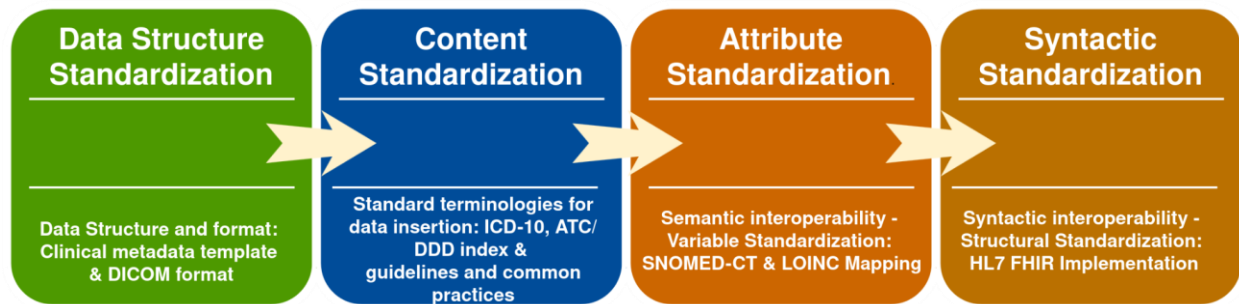 Data Structure
Standardization
Data Structure and format:
Clinical metadata template
& DICOM format
Content
Standardization
Standard terminologies for
data insertion: ICD-10, ATC/
DDD index &
guidelines and common
practices
Attribute
Standardization.
Semantic interoperability -
Variable Standardization:
SNOMED-CT & LOINC Mapping
Syntactic
Standardization
Syntactic interoperability -
Structural Standardization:
HL7 FHIR Implementation